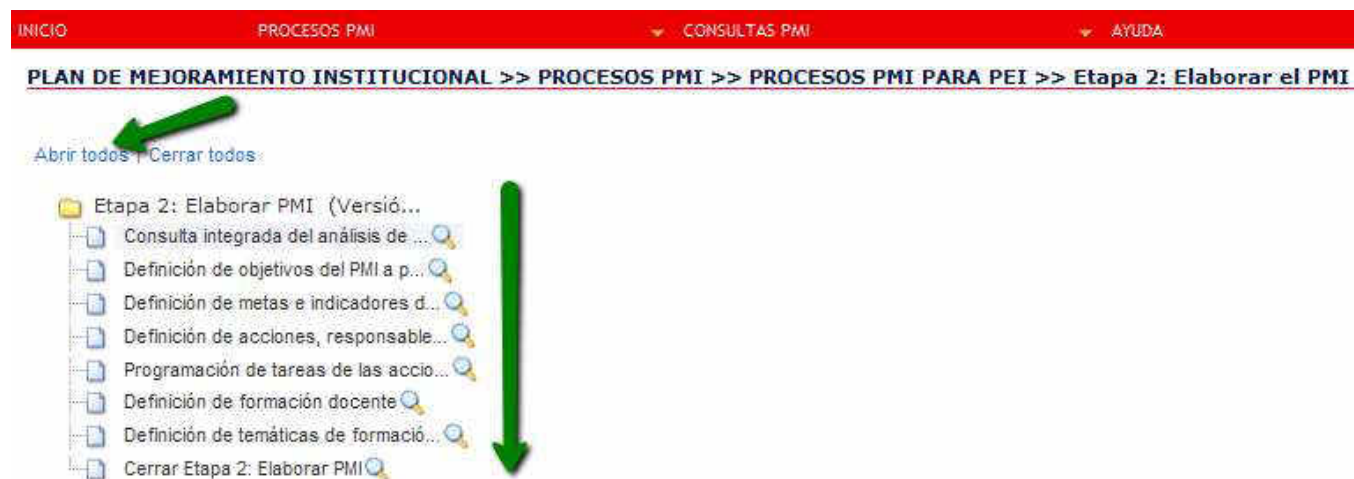 INICIO PROCESOS PMI CONSULTAS PMI AYUDA
PLAN DE MEJORAMIENTO INSTITUCIONAL >> PROCESOS PMI >> PROCESOS PMI PARA PEI >> Etapa 2: Elaborar el PMI
Abrir todos | Cerrar todos
Etapa 2: Elaborar PMI (Versió...
Consulta integrada del análisis de ...
Definición de objetivos del PMI a p...
Definición de metas e indicadores d...
Definición de acciones, responsable...
Programación de tareas de las accio...
Definición de formación docente
Definición de temáticas de formació...
Cerrar Etapa 2: Elaborar PMI